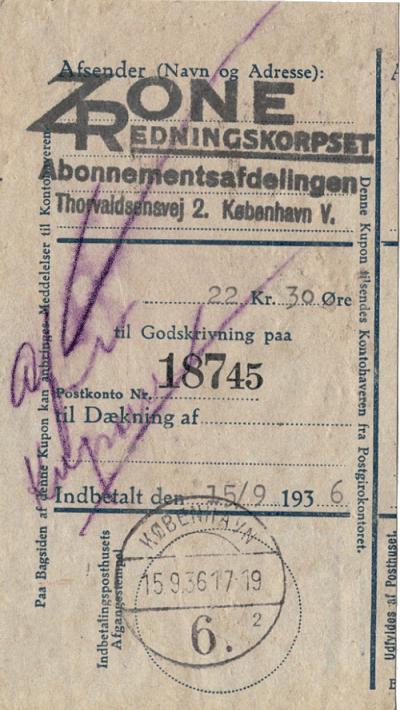 Afsender (Navn og Adresse):
ZONE
REDNINGSKORPSET
Abonnementsafdelingen
Thorvaldsensvej 2. København V.
22 Kr. 30 Øre
til Godskrivning paa
Postkonto Nr. 18745
til Dækning af
Indbetalt den 15/9 1936
KØBENHAVN
15.9.36 17-19
6. 2
Indbetalingsposthusets
Afgangsstempel
Paa Bagsiden af denne Kupon kan anbringes Meddelelser til Kontohaveren.
Denne Kupon tilsendes Kontohaveren fra Postgirokontoret.
Udfyldes af Posthuset.